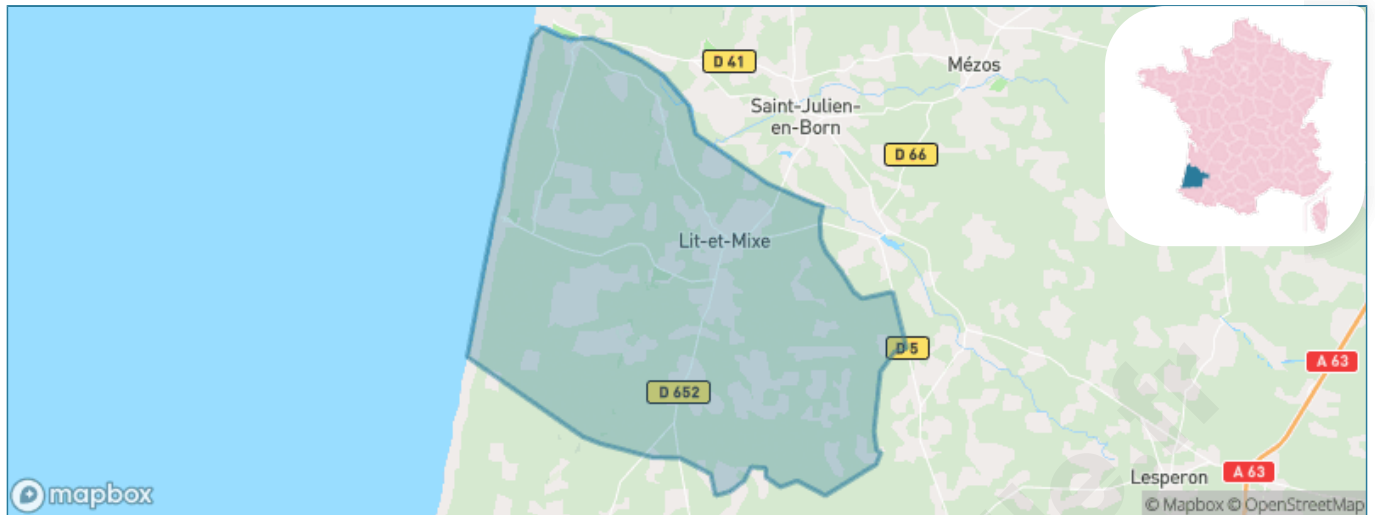 D 41
Mézos
Saint-Julien-
en-Born
D 66
Lit-et-Mixe
D 5
A 63
D 652
Lesperon
A 63
mapbox
© Mapbox © OpenStreetMap